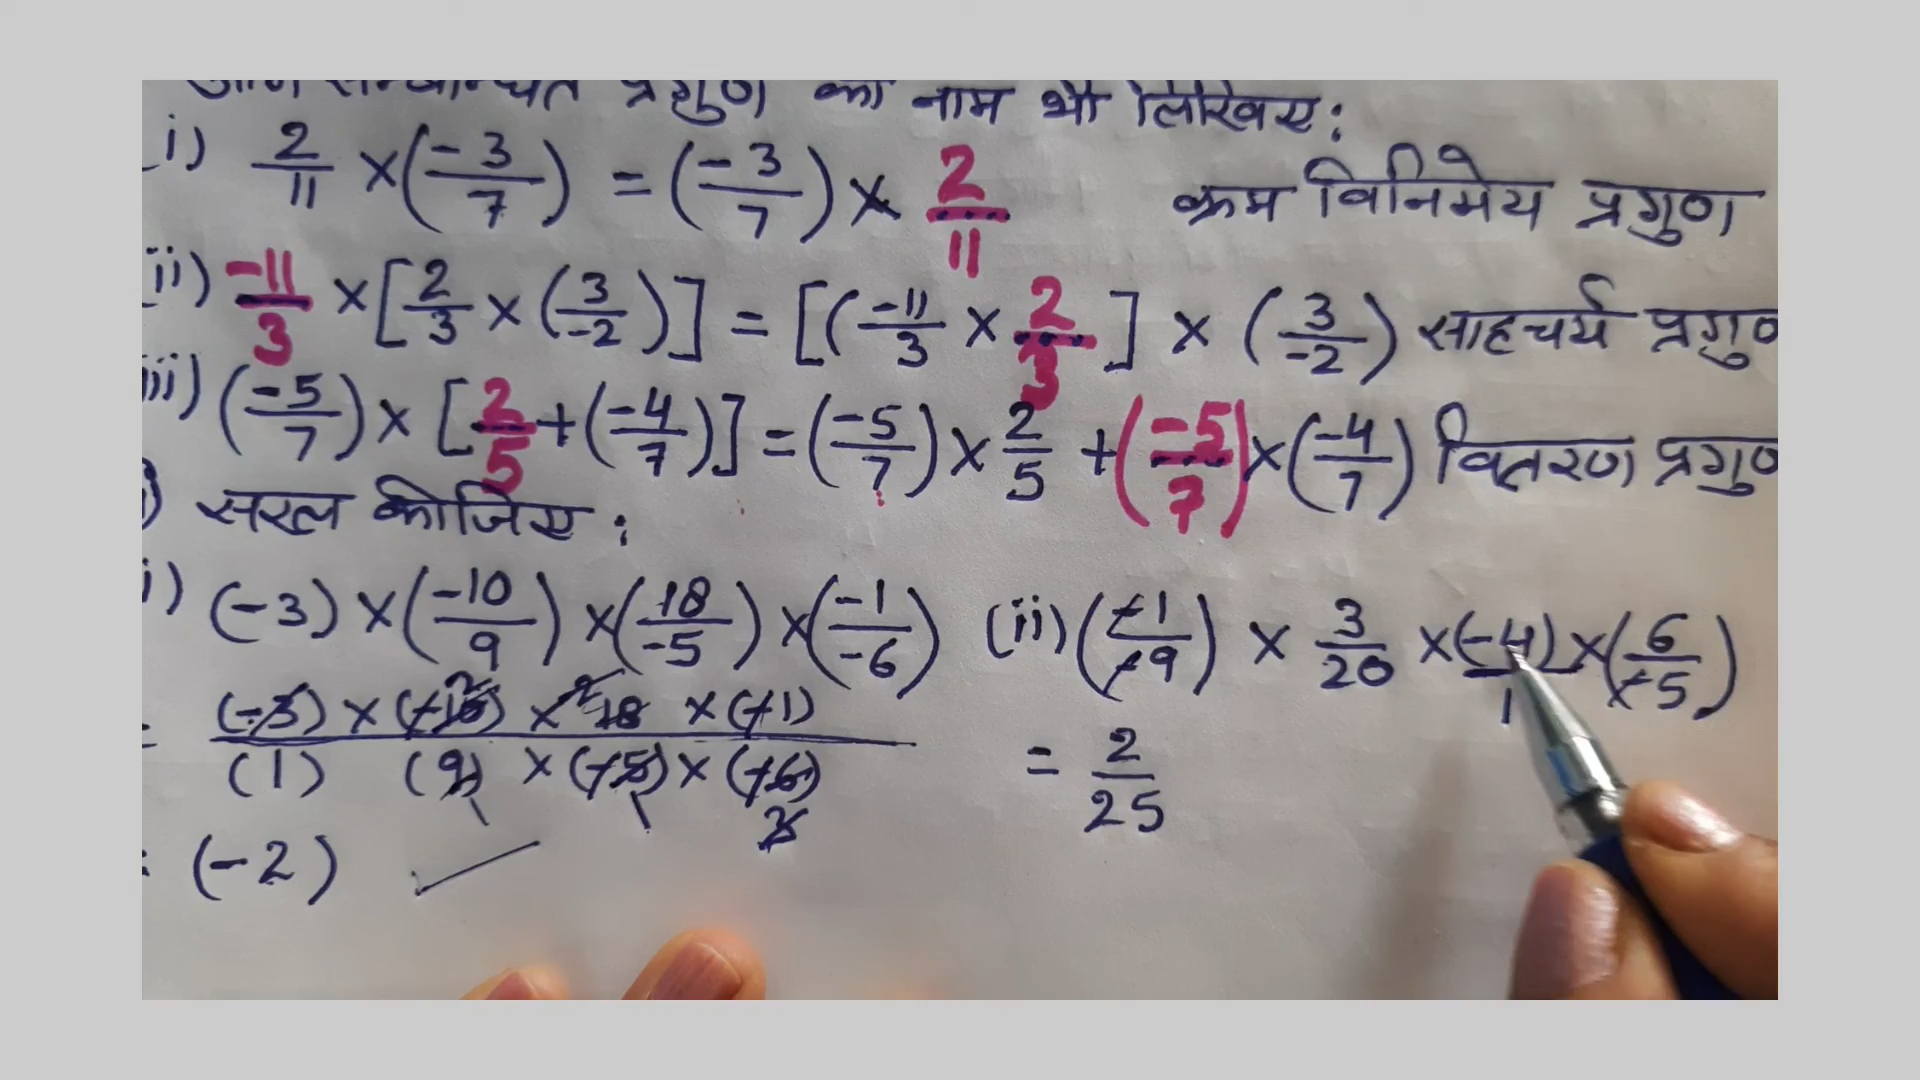 का नाम भी लिखिए:
i) 2/11 × (-3/7) = (-3/7) × 2/11 क्रम विनिमेय प्रगुण
ii) -11/3 × [2/3 × (3/-2)] = [(-11/3 × 2/3] × (3/-2) साहचर्य प्रगुण
iii) (-5/7) × [2/5 + (-4/7)] = (-5/7) × 2/5 + (-5/7) × (-4/7) वितरण प्रगुण
सरल कीजिए:
i) (-3) × (-10/9) × (18/-5) × (-1/-6) (ii) (-1/-9) × 3/20 × (-4)/1 × (6/-5)
(-3) × (-10) × 18 × (-1) / (1) (9) × (-5) × (-6)
= 2/25
= (-2)